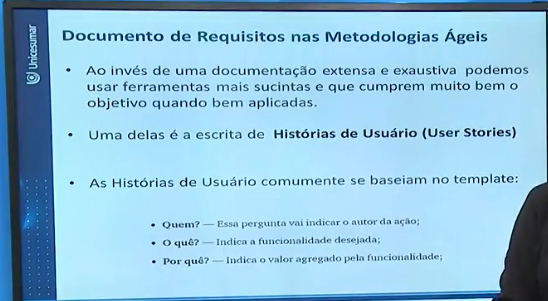 Unicesumar
Documento de Requisitos nas Metodologias Ágeis
• Ao invés de uma documentação extensa e exaustiva podemos
usar ferramentas mais sucintas e que cumprem muito bem o
objetivo quando bem aplicadas.
• Uma delas é a escrita de Histórias de Usuário (User Stories)
• As Histórias de Usuário comumente se baseiam no template:
• Quem? — Essa pergunta vai indicar o autor da ação;
• O quê? — Indica a funcionalidade desejada;
• Por quê? — Indica o valor agregado pela funcionalidade;